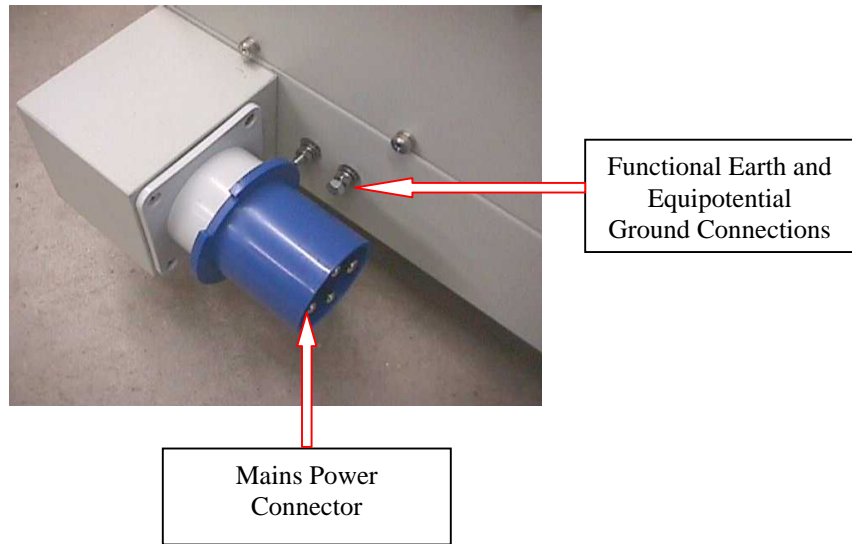 Functional Earth and
Equipotential
Ground Connections
Mains Power
Connector